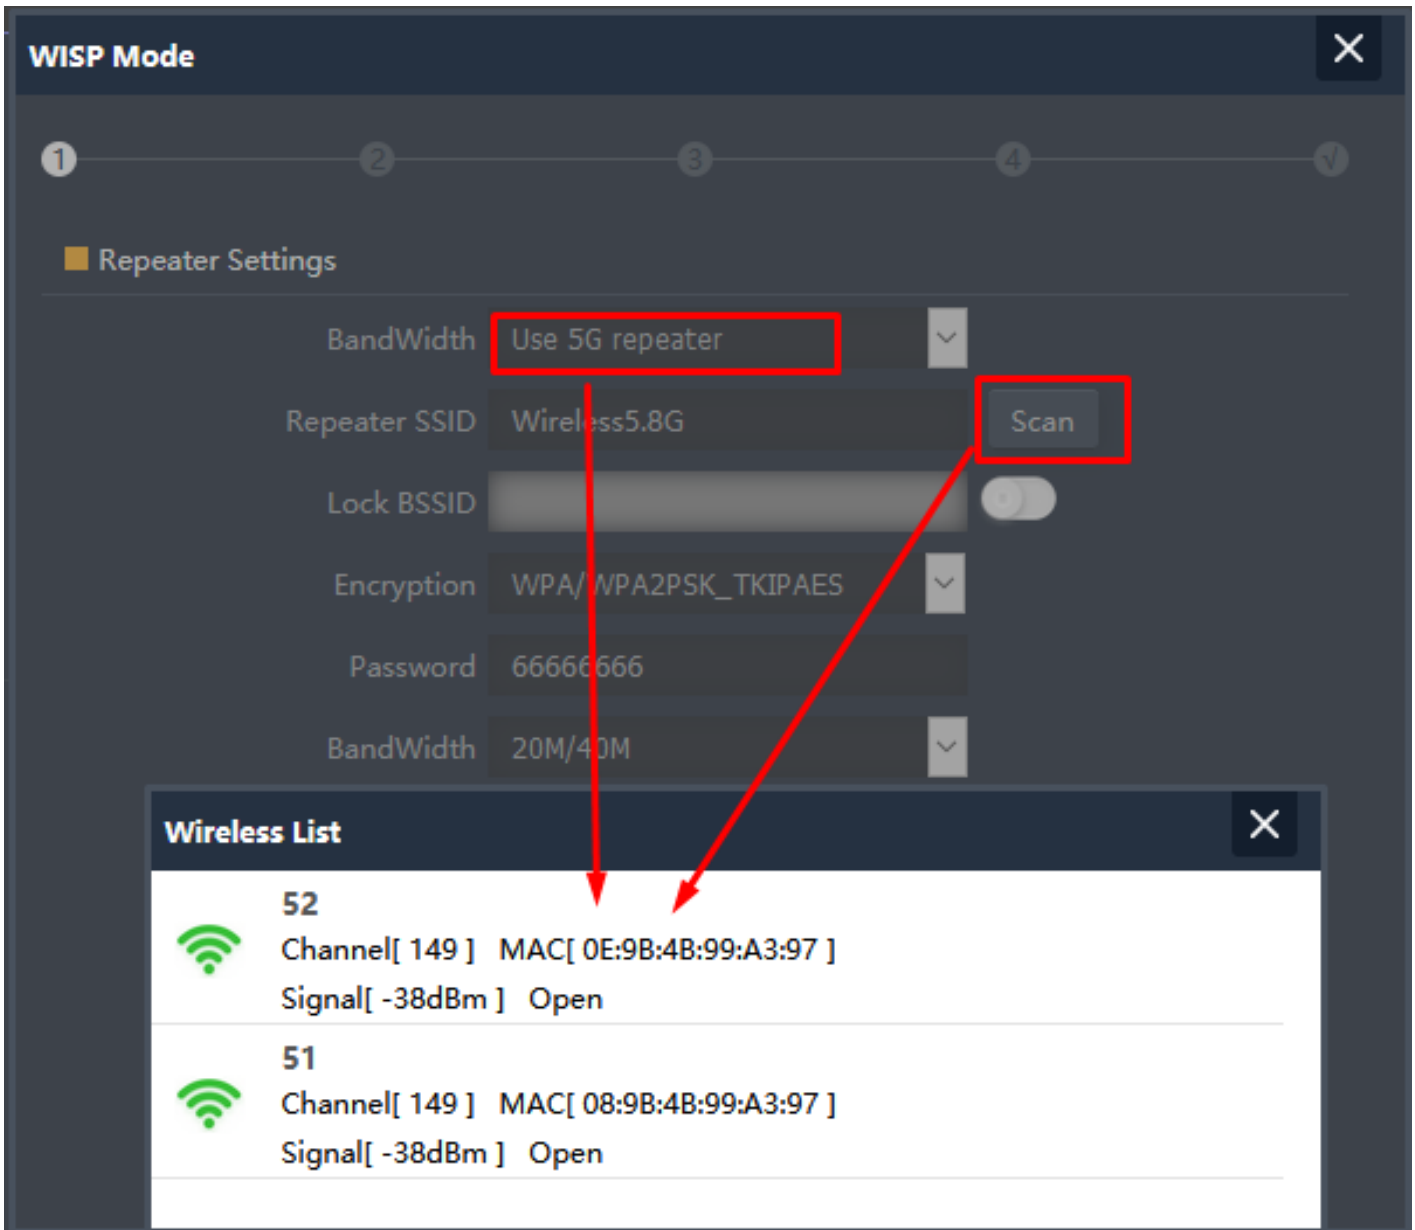 WISP Mode
1 2 3 4 √
Repeater Settings
BandWidth Use 5G repeater
Repeater SSID Wireless5.8G Scan
Lock BSSID
Encryption WPA/WPA2PSK_TKIPAES
Password 66666666
BandWidth 20M/40M
Wireless List
52
Channel[ 149 ] MAC[ 0E:9B:4B:99:A3:97 ]
Signal[ -38dBm ] Open
51
Channel[ 149 ] MAC[ 08:9B:4B:99:A3:97 ]
Signal[ -38dBm ] Open